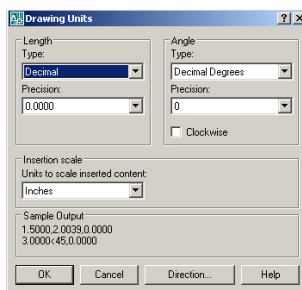 Drawing Units
Length
Type:
Decimal
Precision:
0.0000
Angle
Type:
Decimal Degrees
Precision:
0
Clockwise
Insertion scale
Units to scale inserted content:
Inches
Sample Output
1.5000,2.0039,0.0000
3.0000<45,0.0000
OK Cancel Direction... Help